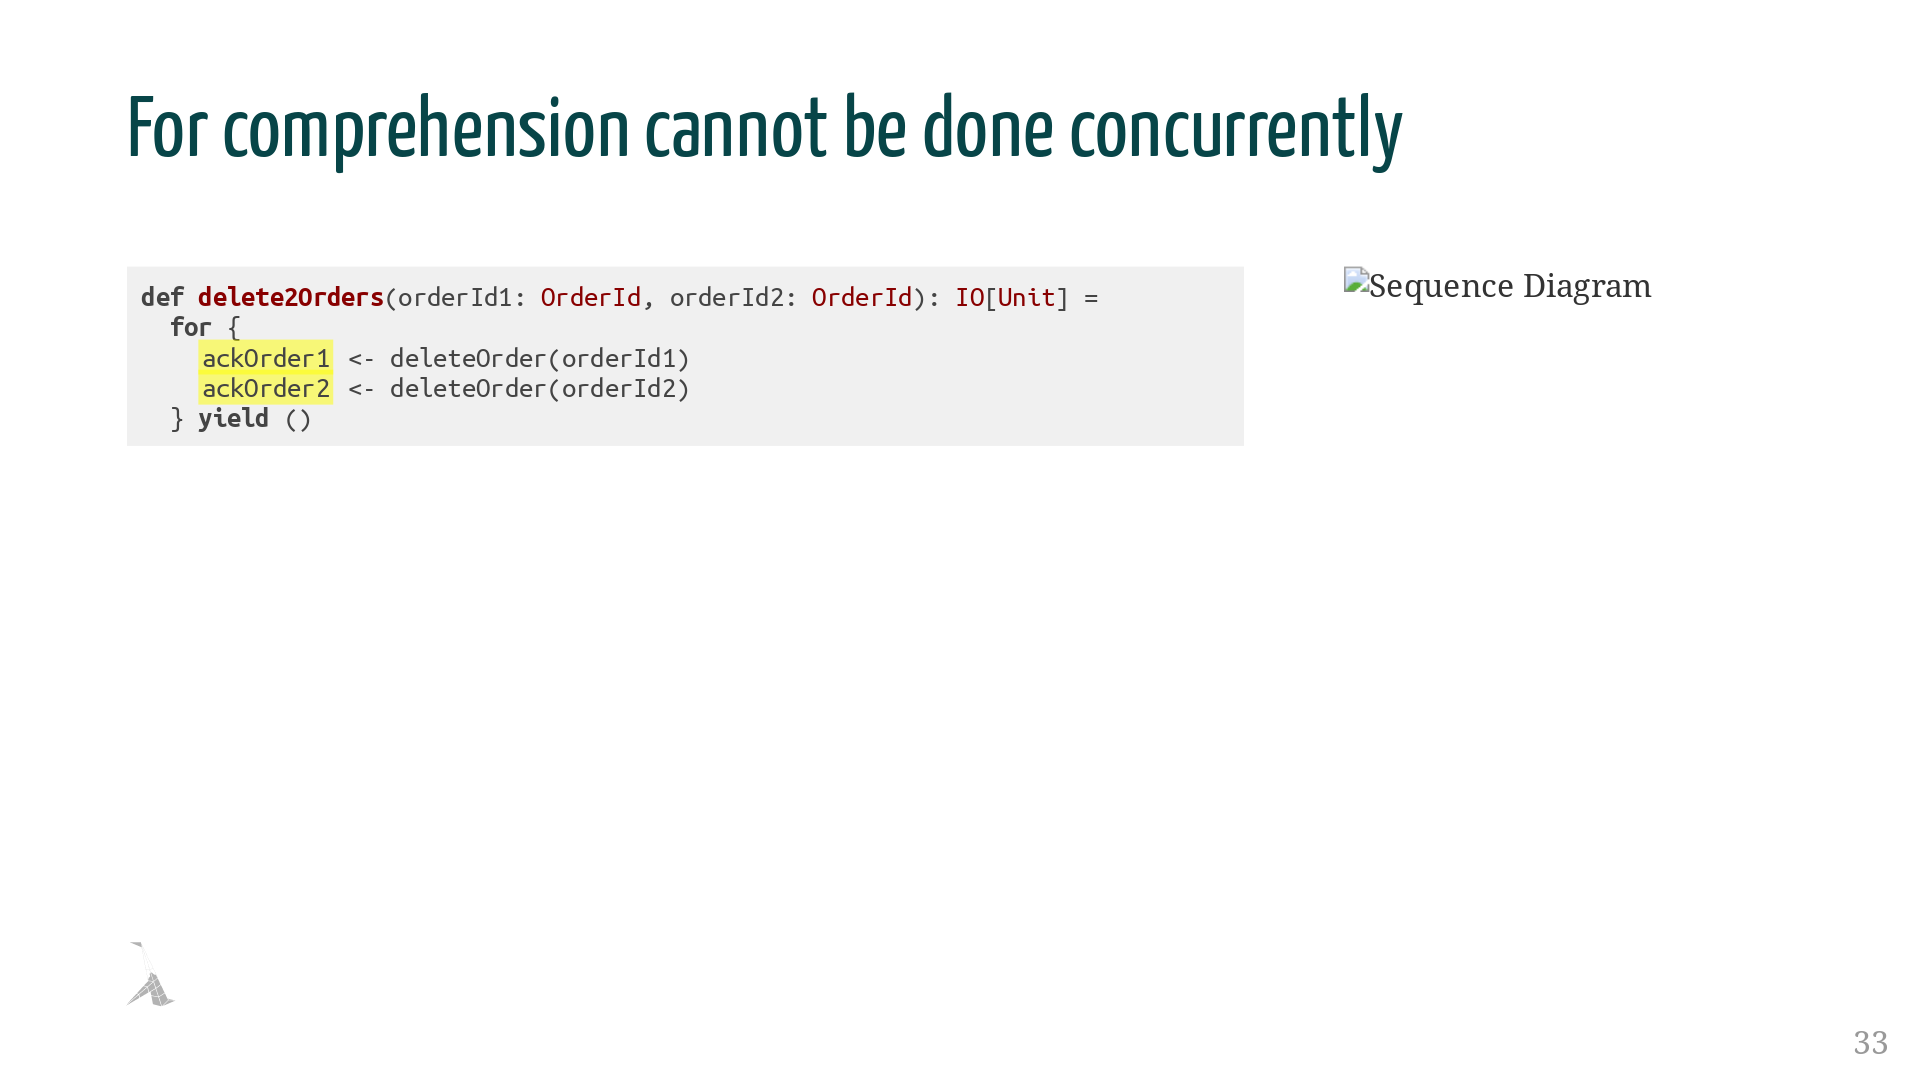 For comprehension cannot be done concurrently
def delete2Orders(orderId1: OrderId, orderId2: OrderId): IO[Unit] =
  for {
    ackOrder1 <- deleteOrder(orderId1)
    ackOrder2 <- deleteOrder(orderId2)
  } yield ()
Sequence Diagram
33